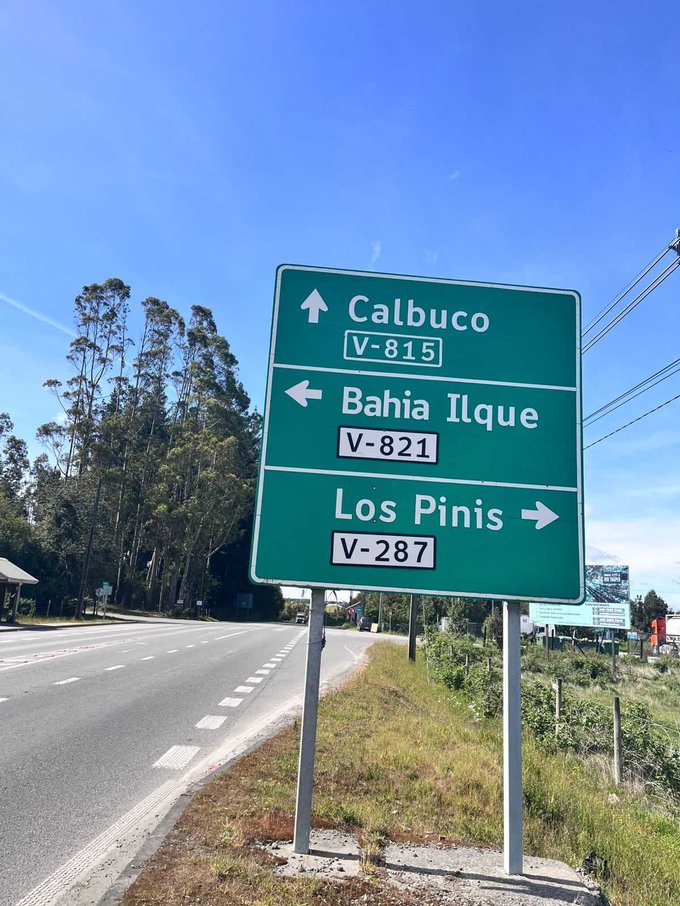 Calbuco
V-815
Bahia Ilque
V-821
Los Pinis
V-287